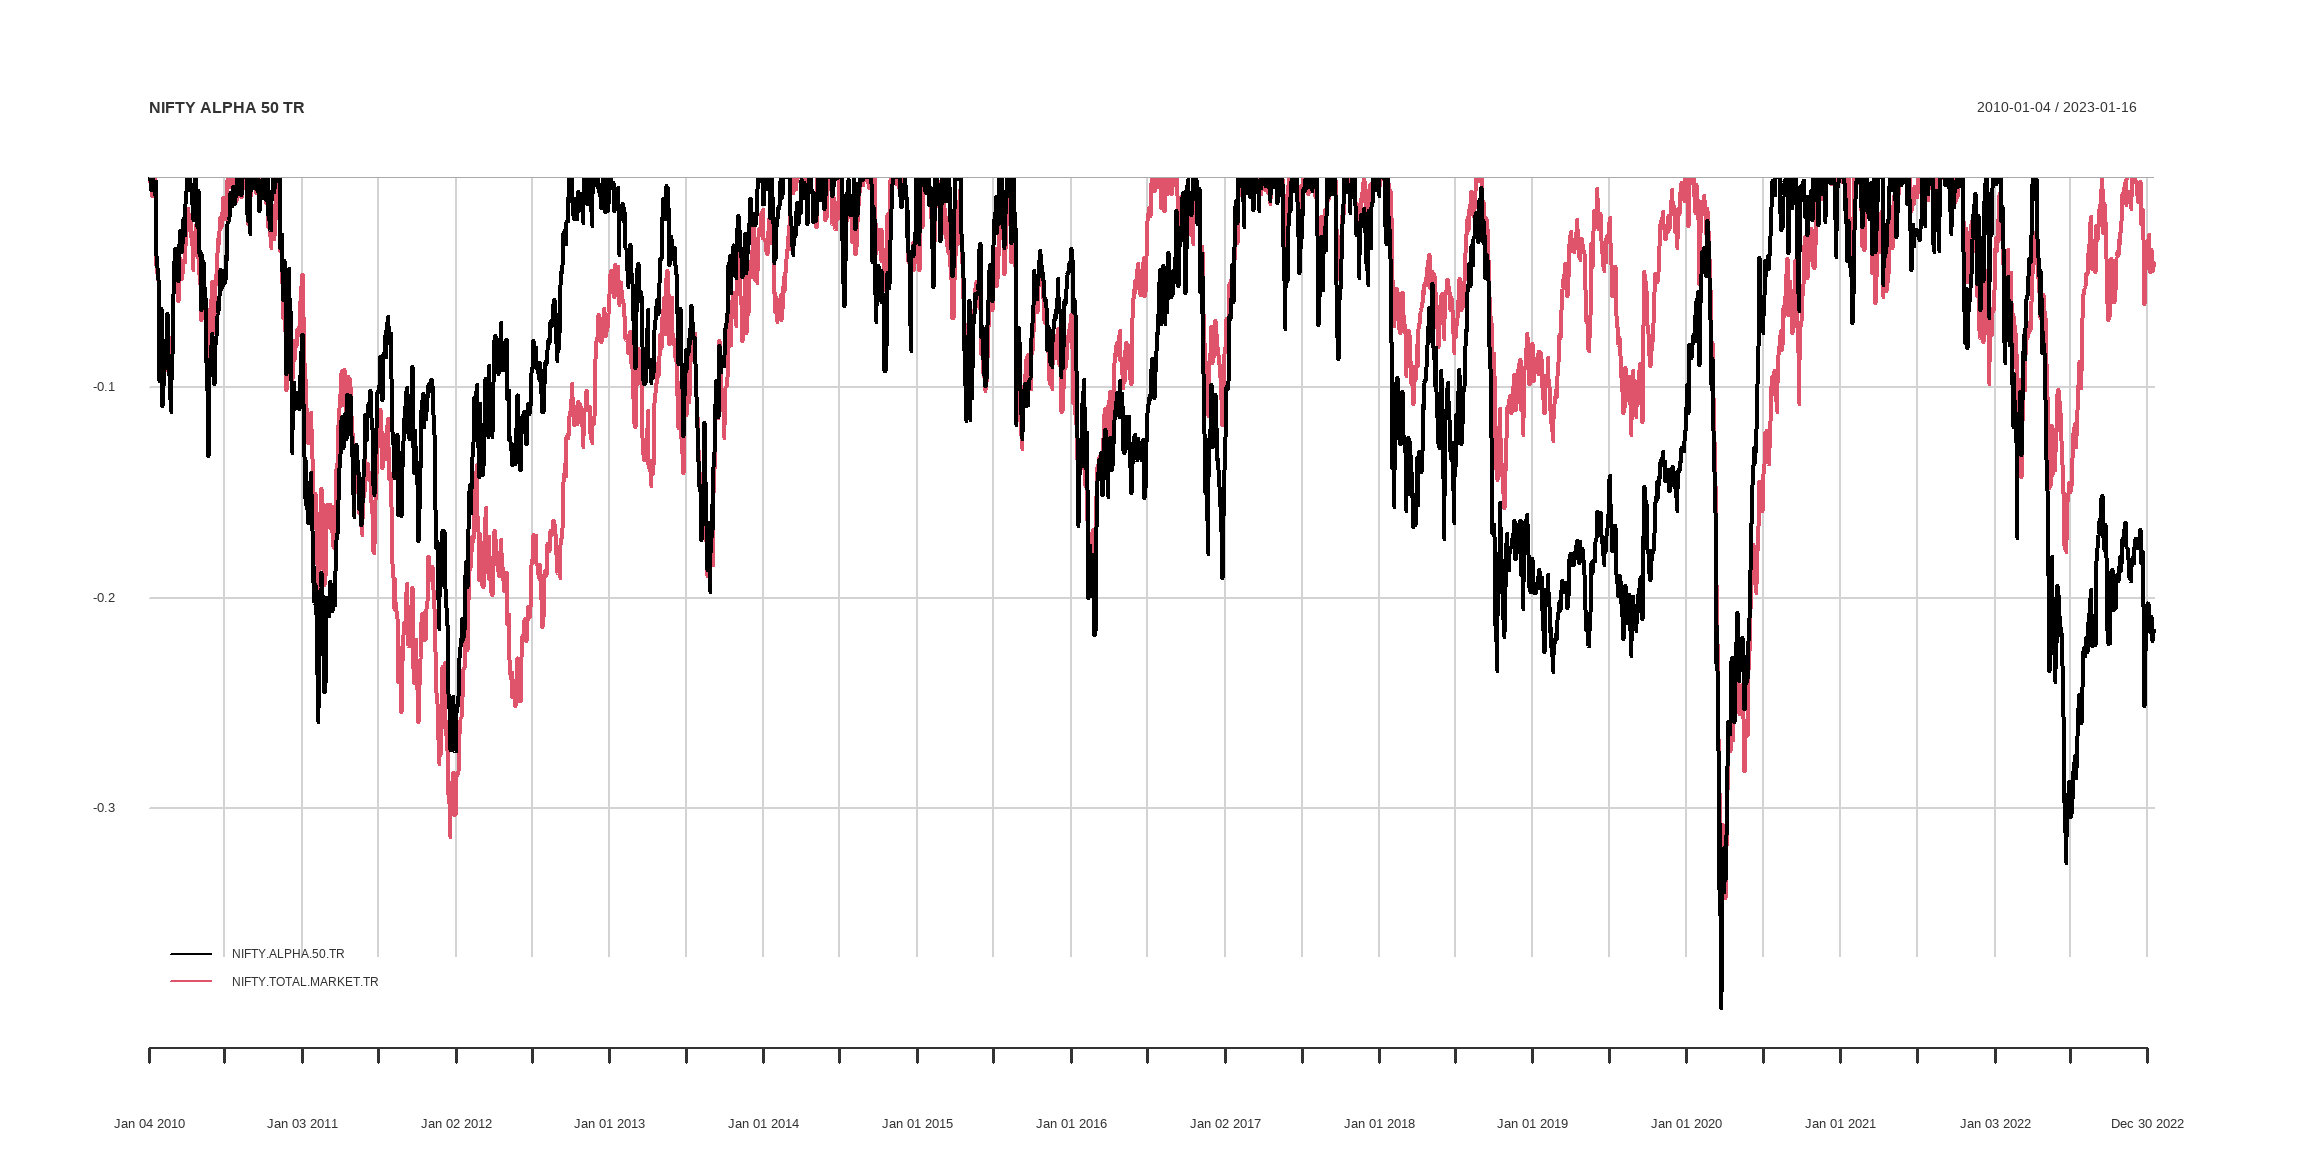 NIFTY ALPHA 50 TR
2010-01-04 / 2023-01-16
-0.1
-0.2
-0.3
NIFTY.ALPHA.50.TR
NIFTY.TOTAL.MARKET.TR
Jan 04 2010 Jan 03 2011 Jan 02 2012 Jan 01 2013 Jan 01 2014 Jan 01 2015 Jan 01 2016 Jan 02 2017 Jan 01 2018 Jan 01 2019 Jan 01 2020 Jan 01 2021 Jan 03 2022 Dec 30 2022